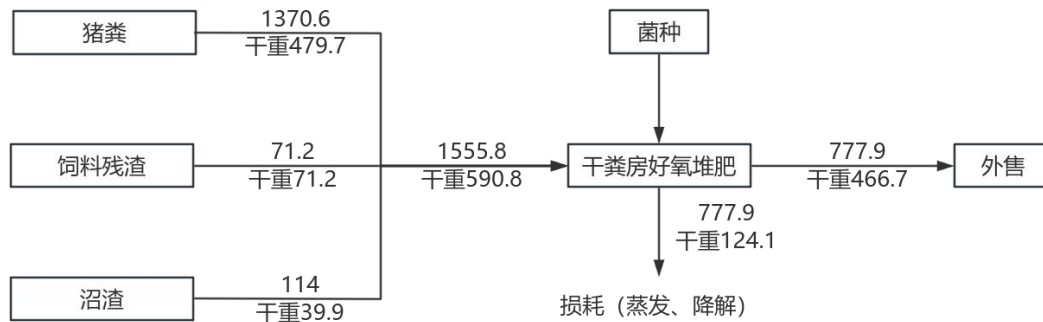 猪粪
1370.6
干重479.7
菌种
饲料残渣
71.2
干重71.2
1555.8
干重590.8
干粪房好氧堆肥
777.9
干重466.7
外售
777.9
干重124.1
沼渣
114
干重39.9
损耗（蒸发、降解）